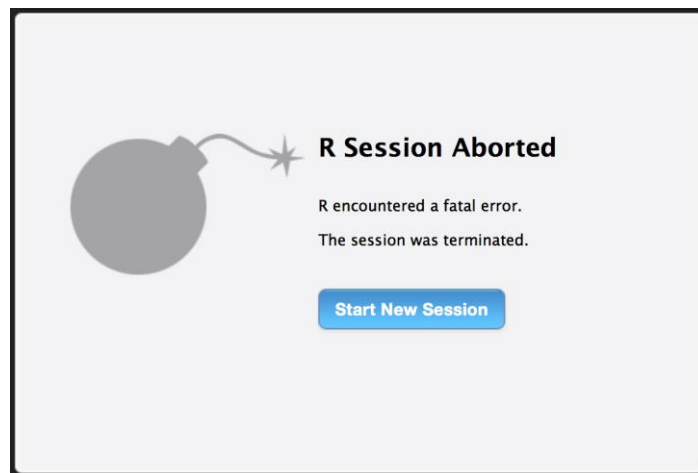 R Session Aborted
R encountered a fatal error.
The session was terminated.
Start New Session